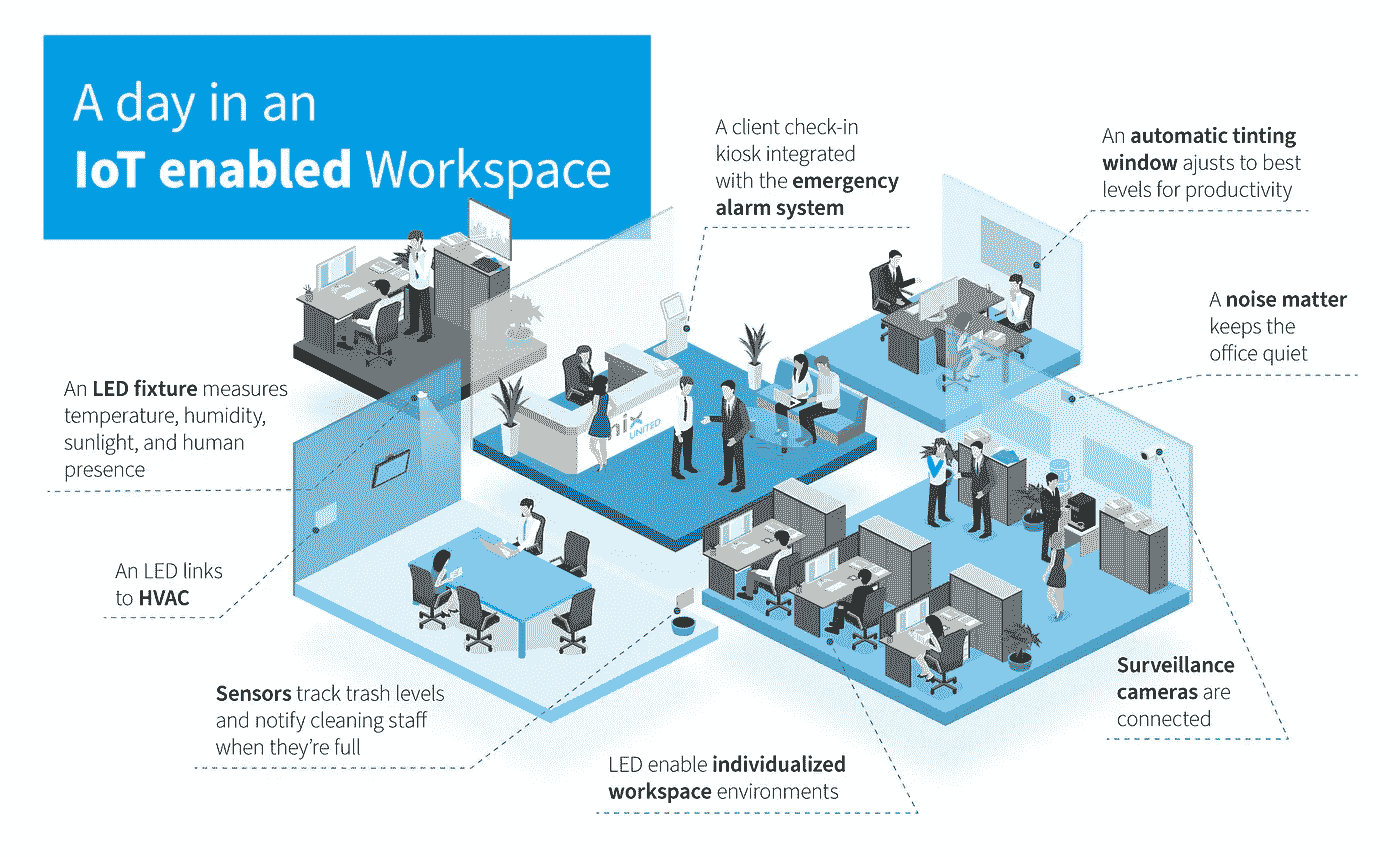 A day in an
IoT enabled Workspace
A client check-in
kiosk integrated
with the emergency
alarm system
An automatic tinting
window ajusts to best
levels for productivity
A noise matter
keeps the
office quiet
An LED fixture measures
temperature, humidity,
sunlight, and human
presence
nix
UNITED
An LED links
to HVAC
Sensors track trash levels
and notify cleaning staff
when they're full
LED enable individualized
workspace environments
Surveillance
cameras are
connected